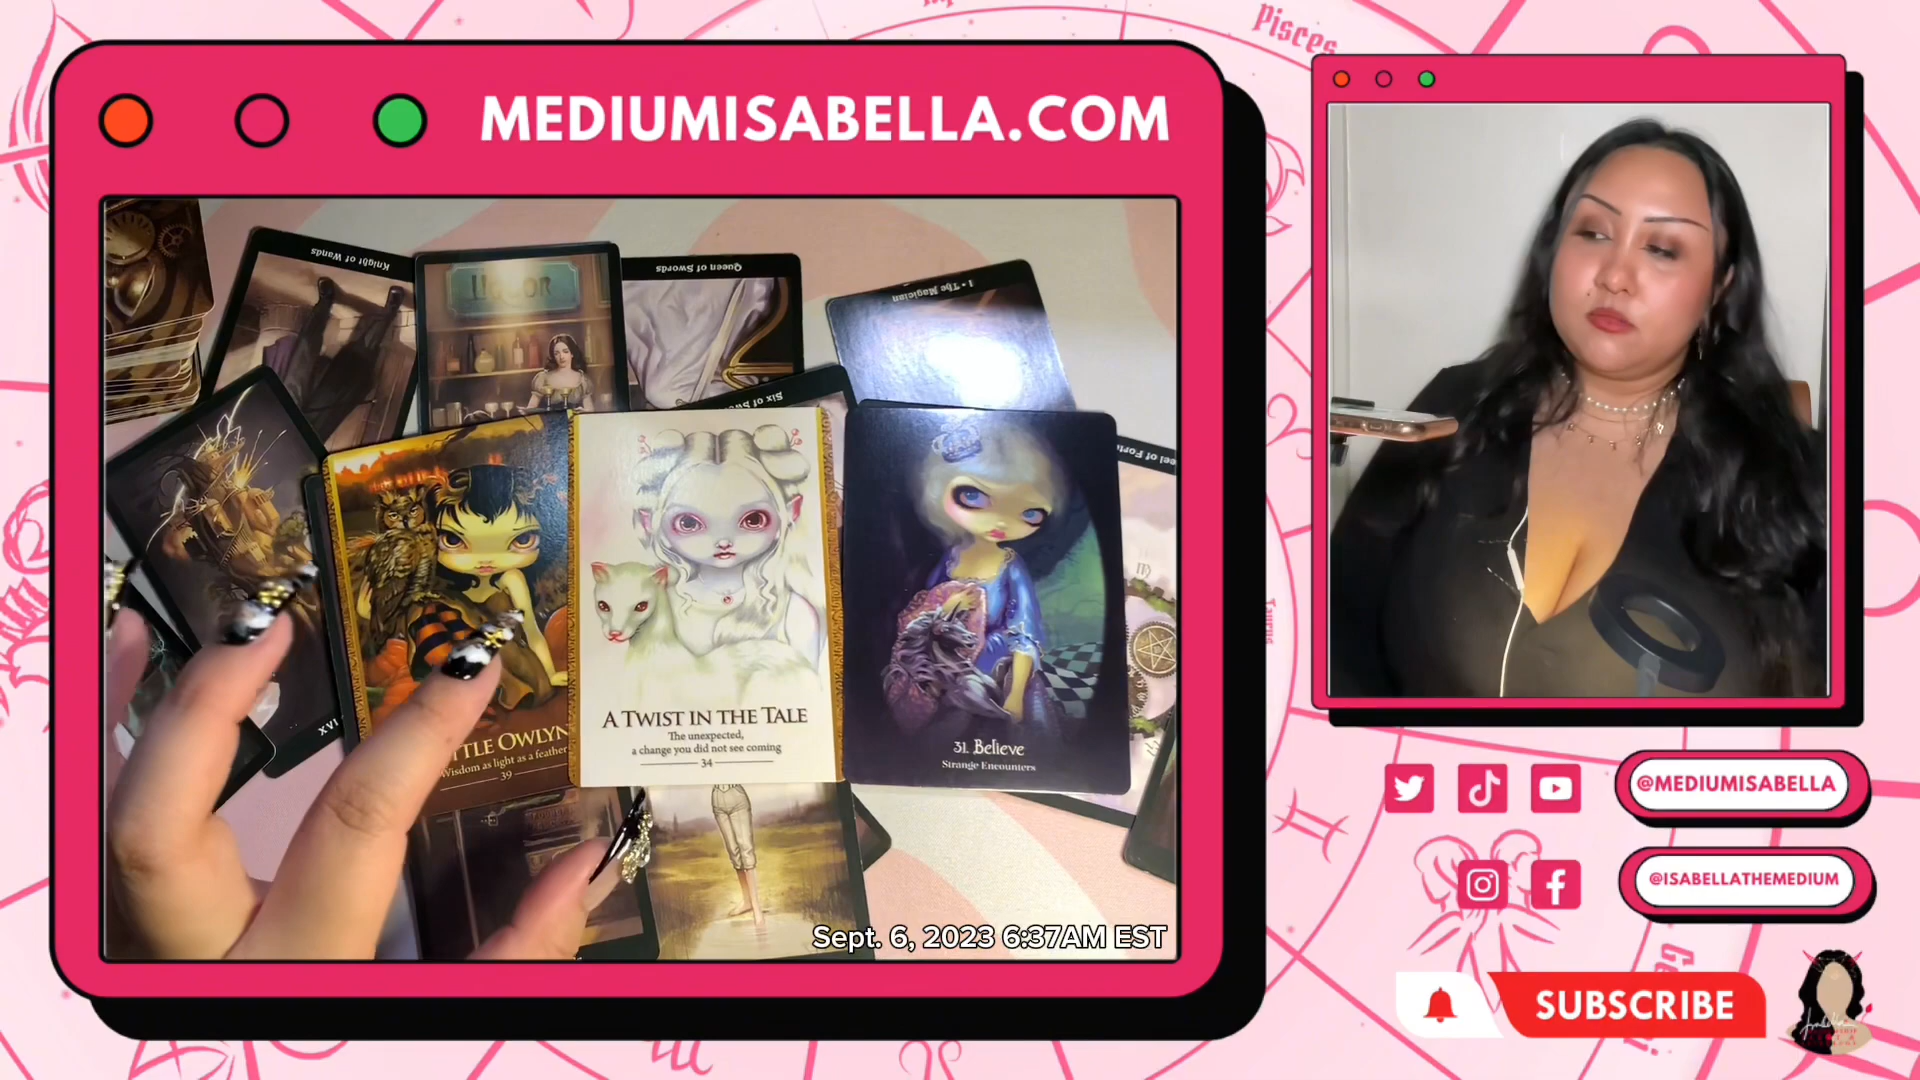 Pisces
MEDIUMISABELLA.COM
Knight of Wands
LIQUOR
Queen of Swords
I • The Magician
Six of
XVI
TLE OWLYN
Wisdom as light as a feather
39
A TWIST IN THE TALE
The unexpected,
a change you did not see coming
34
31. Believe
Strange Encounters
Taurus
Sept. 6, 2023 6:37AM EST
@MEDIUMISABELLA
@ISABELLATHEMEDIUM
SUBSCRIBE